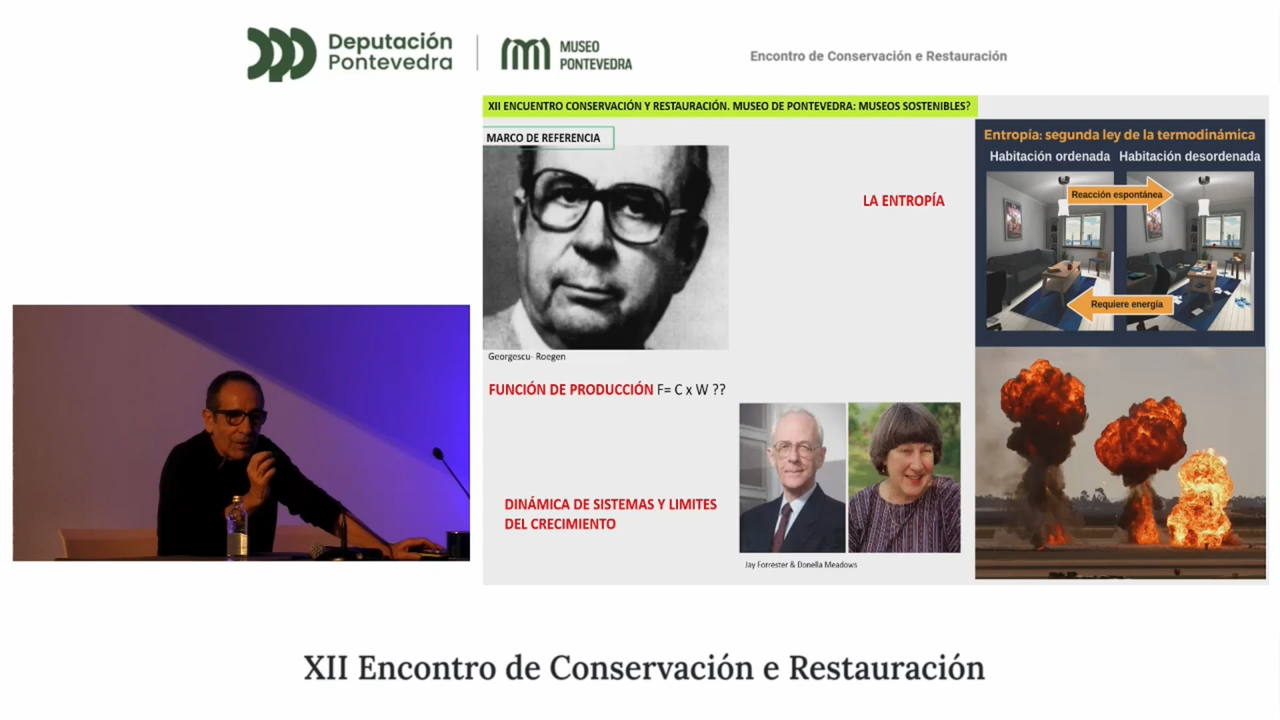 Deputación
Pontevedra
MUSEO
PONTEVEDRA
Encontro de Conservación e Restauración
XII ENCUENTRO CONSERVACIÓN Y RESTAURACIÓN. MUSEO DE PONTEVEDRA: MUSEOS SOSTENIBLES?
MARCO DE REFERENCIA
Georgescu- Roegen
LA ENTROPÍA
Entropía: segunda ley de la termodinámica
Habitación ordenada Habitación desordenada
Reacción espontánea
Requiere energía
FUNCIÓN DE PRODUCCIÓN F= C x W ??
DINÁMICA DE SISTEMAS Y LIMITES
DEL CRECIMIENTO
Jay Forrester & Donella Meadows
XII Encontro de Conservación e Restauración